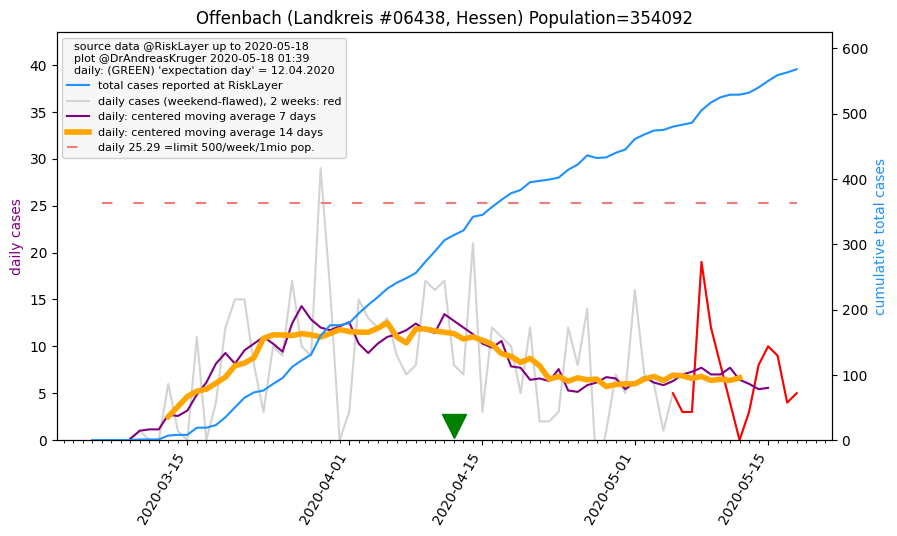 Offenbach (Landkreis #06438, Hessen) Population=354092
source data @RiskLayer up to 2020-05-18
plot @DrAndreasKruger 2020-05-18 01:39
daily: (GREEN) 'expectation day' = 12.04.2020
total cases reported at RiskLayer
daily cases (weekend-flawed), 2 weeks: red
daily: centered moving average 7 days
daily: centered moving average 14 days
daily 25.29 =limit 500/week/1mio pop.
daily cases
40
35
30
25
20
15
10
5
0
cumulative total cases
600
500
400
300
200
100
0
2020-03-15
2020-04-01
2020-04-15
2020-05-01
2020-05-15